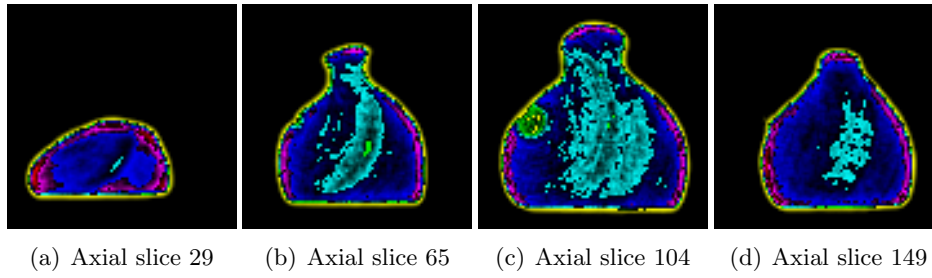 (a) Axial slice 29
(b) Axial slice 65
(c) Axial slice 104
(d) Axial slice 149